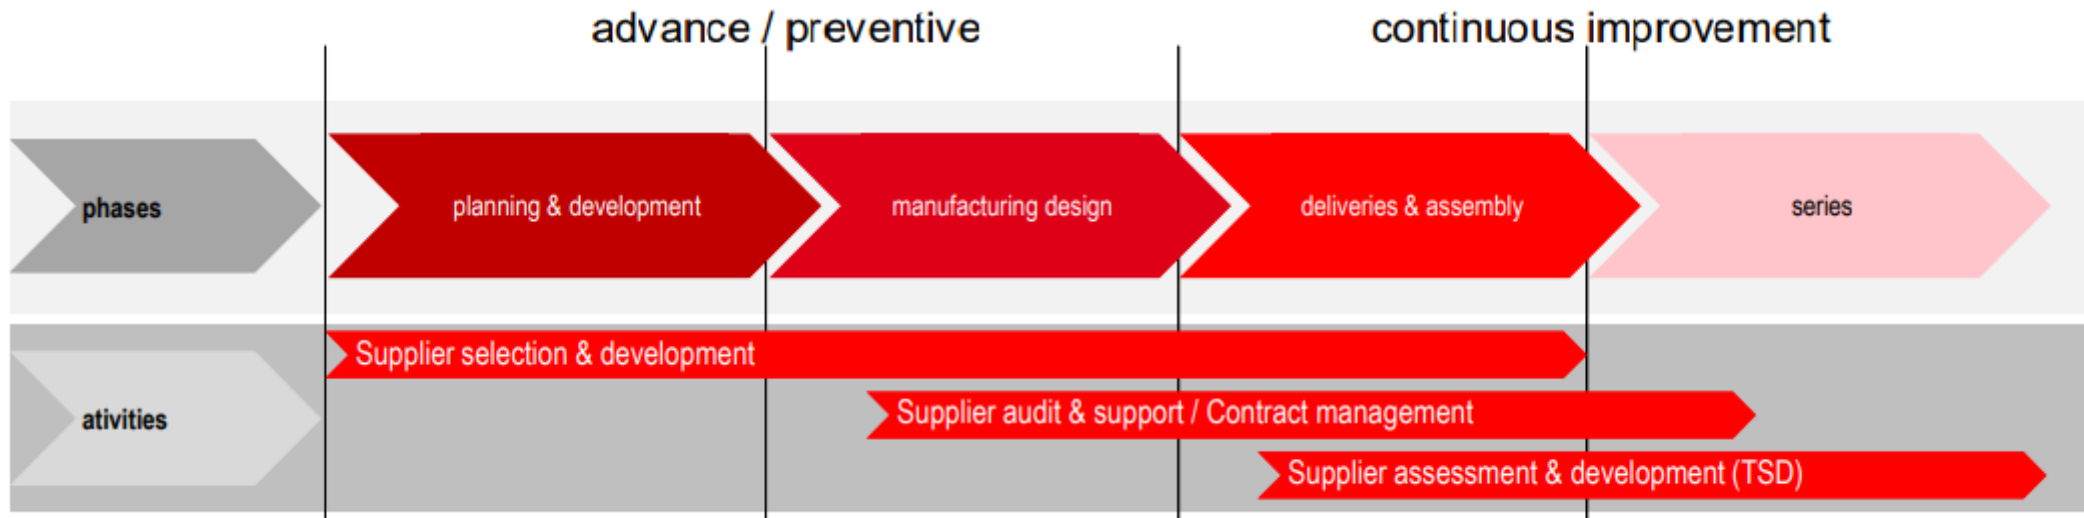 advance / preventive
continuous improvement
phases
planning & development
manufacturing design
deliveries & assembly
series
ativities
Supplier selection & development
Supplier audit & support / Contract management
Supplier assessment & development (TSD)